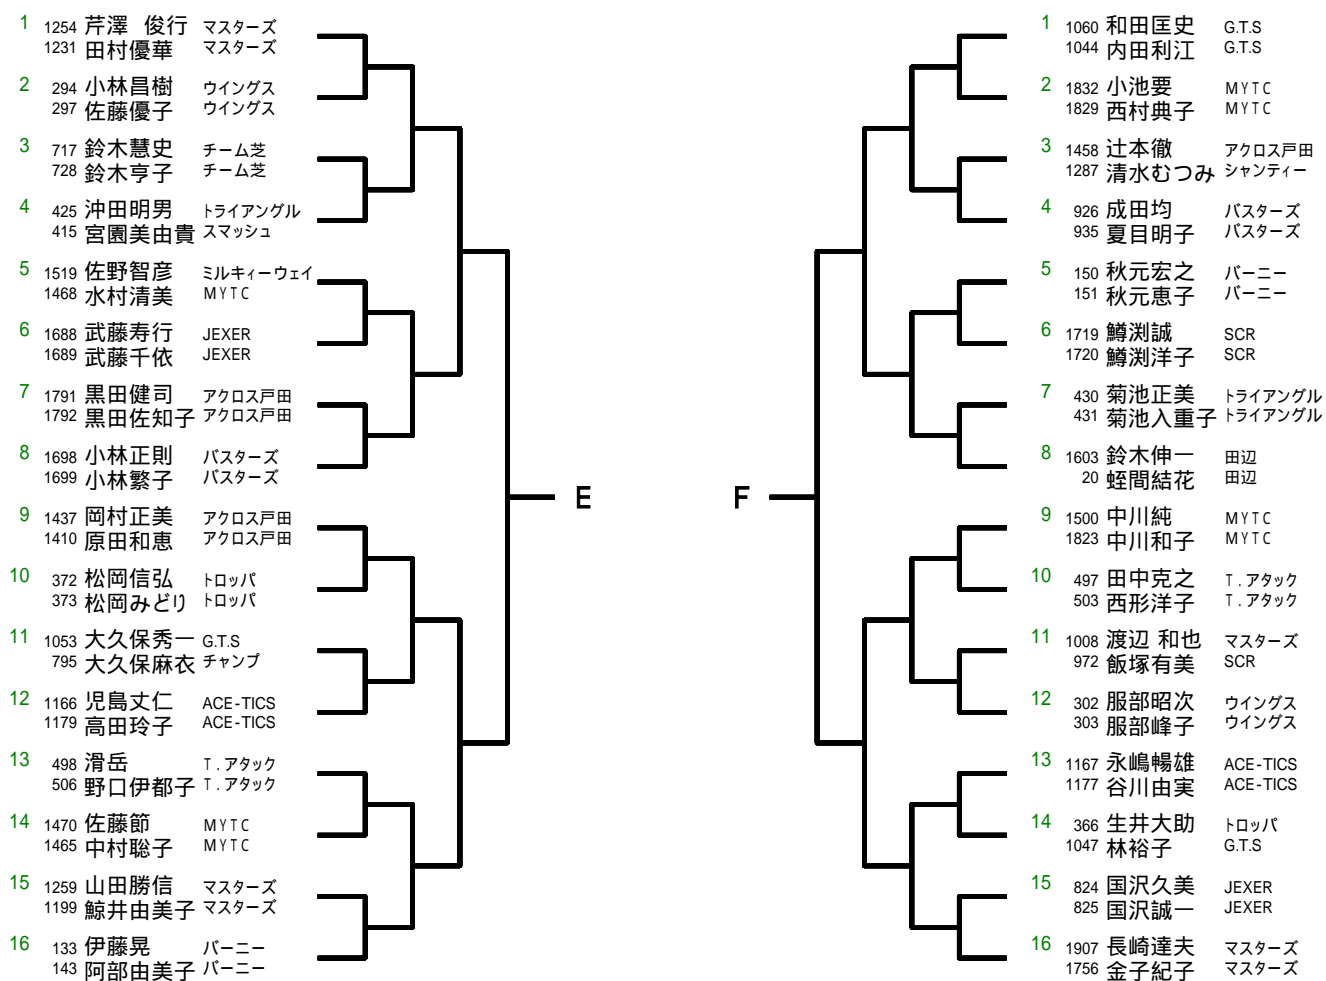 1 1254 芹澤 俊行 マスターズ
1231 田村優華 マスターズ
2 294 小林昌樹 ウイングス
297 佐藤優子 ウイングス
3 717 鈴木慧史 チーム芝
728 鈴木亨子 チーム芝
4 425 沖田明男 トライアングル
415 宮園美由貴 スマッシュ
5 1519 佐野智彦 ミルキィーウェイ
1468 水村清美 MYTC
6 1688 武藤寿行 JEXER
1689 武藤千依 JEXER
7 1791 黒田健司 アクロス戸田
1792 黒田佐知子 アクロス戸田
8 1698 小林正則 バスターズ
1699 小林繁子 バスターズ
9 1437 岡村正美 アクロス戸田
1410 原田和恵 アクロス戸田
10 372 松岡信弘 トロッパ
373 松岡みどり トロッパ
11 1053 大久保秀一 G.T.S
795 大久保麻衣 チャンプ
12 1166 児島丈仁 ACE-TICS
1179 高田玲子 ACE-TICS
13 498 滑岳 T.アタック
506 野口伊都子 T.アタック
14 1470 佐藤節 MYTC
1465 中村聡子 MYTC
15 1259 山田勝信 マスターズ
1199 鯨井由美子 マスターズ
16 133 伊藤晃 バーニー
143 阿部由美子 バーニー
E
F
1 1060 和田匡史 G.T.S
1044 内田利江 G.T.S
2 1832 小池要 MYTC
1829 西村典子 MYTC
3 1458 辻本徹 アクロス戸田
1287 清水むつみ シャンティー
4 926 成田均 バスターズ
935 夏目明子 バスターズ
5 150 秋元宏之 バーニー
151 秋元恵子 バーニー
6 1719 鱒渕誠 SCR
1720 鱒渕洋子 SCR
7 430 菊池正美 トライアングル
431 菊池入重子 トライアングル
8 1603 鈴木伸一 田辺
20 蛭間結花 田辺
9 1500 中川純 MYTC
1823 中川和子 MYTC
10 497 田中克之 T.アタック
503 西形洋子 T.アタック
11 1008 渡辺 和也 マスターズ
972 飯塚有美 SCR
12 302 服部昭次 ウイングス
303 服部峰子 ウイングス
13 1167 永嶋暢雄 ACE-TICS
1177 谷川由実 ACE-TICS
14 366 生井大助 トロッパ
1047 林裕子 G.T.S
15 824 国沢久美 JEXER
825 国沢誠一 JEXER
16 1907 長崎達夫 マスターズ
1756 金子紀子 マスターズ